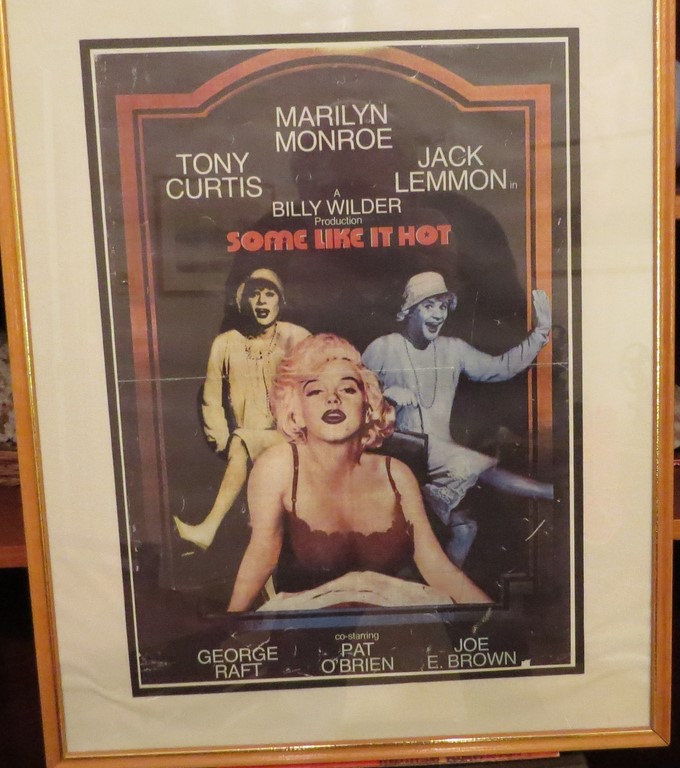 MARILYN
MONROE
TONY
CURTIS
JACK
LEMMON in
A
BILLY WILDER
Production
SOME LIKE IT HOT
co-starring
GEORGE
RAFT
PAT
O'BRIEN
JOE
E. BROWN